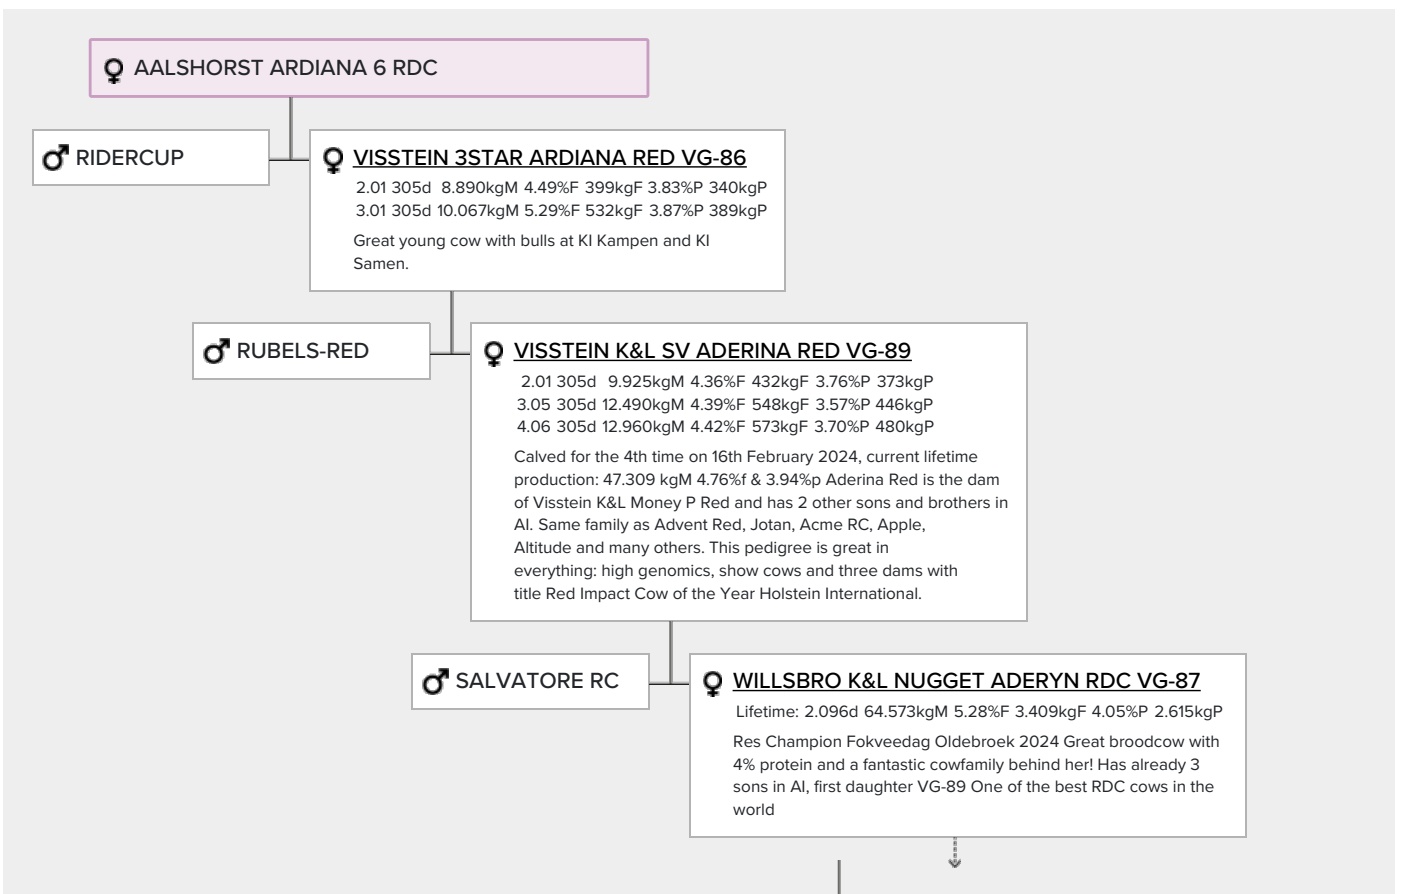 AALSHORST ARDIANA 6 RDC
RIDERCUP
VISSTEIN 3STAR ARDIANA RED VG-86
2.01 305d 8.890kgM 4.49%F 399kgF 3.83%P 340kgP
3.01 305d 10.067kgM 5.29%F 532kgF 3.87%P 389kgP
Great young cow with bulls at KI Kampen and KI
Samen.
RUBELS-RED
VISSTEIN K&L SV ADERINA RED VG-89
2.01 305d 9.925kgM 4.36%F 432kgF 3.76%P 373kgP
3.05 305d 12.490kgM 4.39%F 548kgF 3.57%P 446kgP
4.06 305d 12.960kgM 4.42%F 573kgF 3.70%P 480kgP
Calved for the 4th time on 16th February 2024, current lifetime
production: 47.309 kgM 4.76%f & 3.94%p Aderina Red is the dam
of Visstein K&L Money P Red and has 2 other sons and brothers in
AI. Same family as Advent Red, Jotan, Acme RC, Apple,
Altitude and many others. This pedigree is great in
everything: high genomics, show cows and three dams with
title Red Impact Cow of the Year Holstein International.
SALVATORE RC
WILLSBRO K&L NUGGET ADERYN RDC VG-87
Lifetime: 2.096d 64.573kgM 5.28%F 3.409kgF 4.05%P 2.615kgP
Res Champion Fokveedag Oldebroek 2024 Great broodcow with
4% protein and a fantastic cowfamily behind her! Has already 3
sons in AI, first daughter VG-89 One of the best RDC cows in the
world